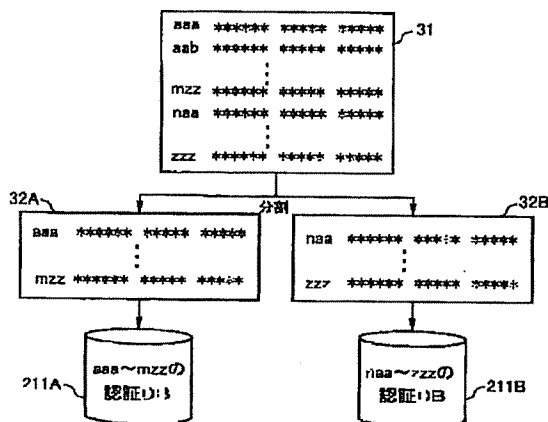 aaa ****** ***** *****
31
aab ****** ***** *****
mzz ****** ***** *****
naa ****** ***** *****
zzz ****** ***** *****
分割
32A
32B
aaa ****** ***** *****
naa ****** ***** *****
mzz ****** ***** *****
zzz ****** ***** *****
aaa〜mzzの
認証DB
211A
naa〜zzzの
認証DB
211B